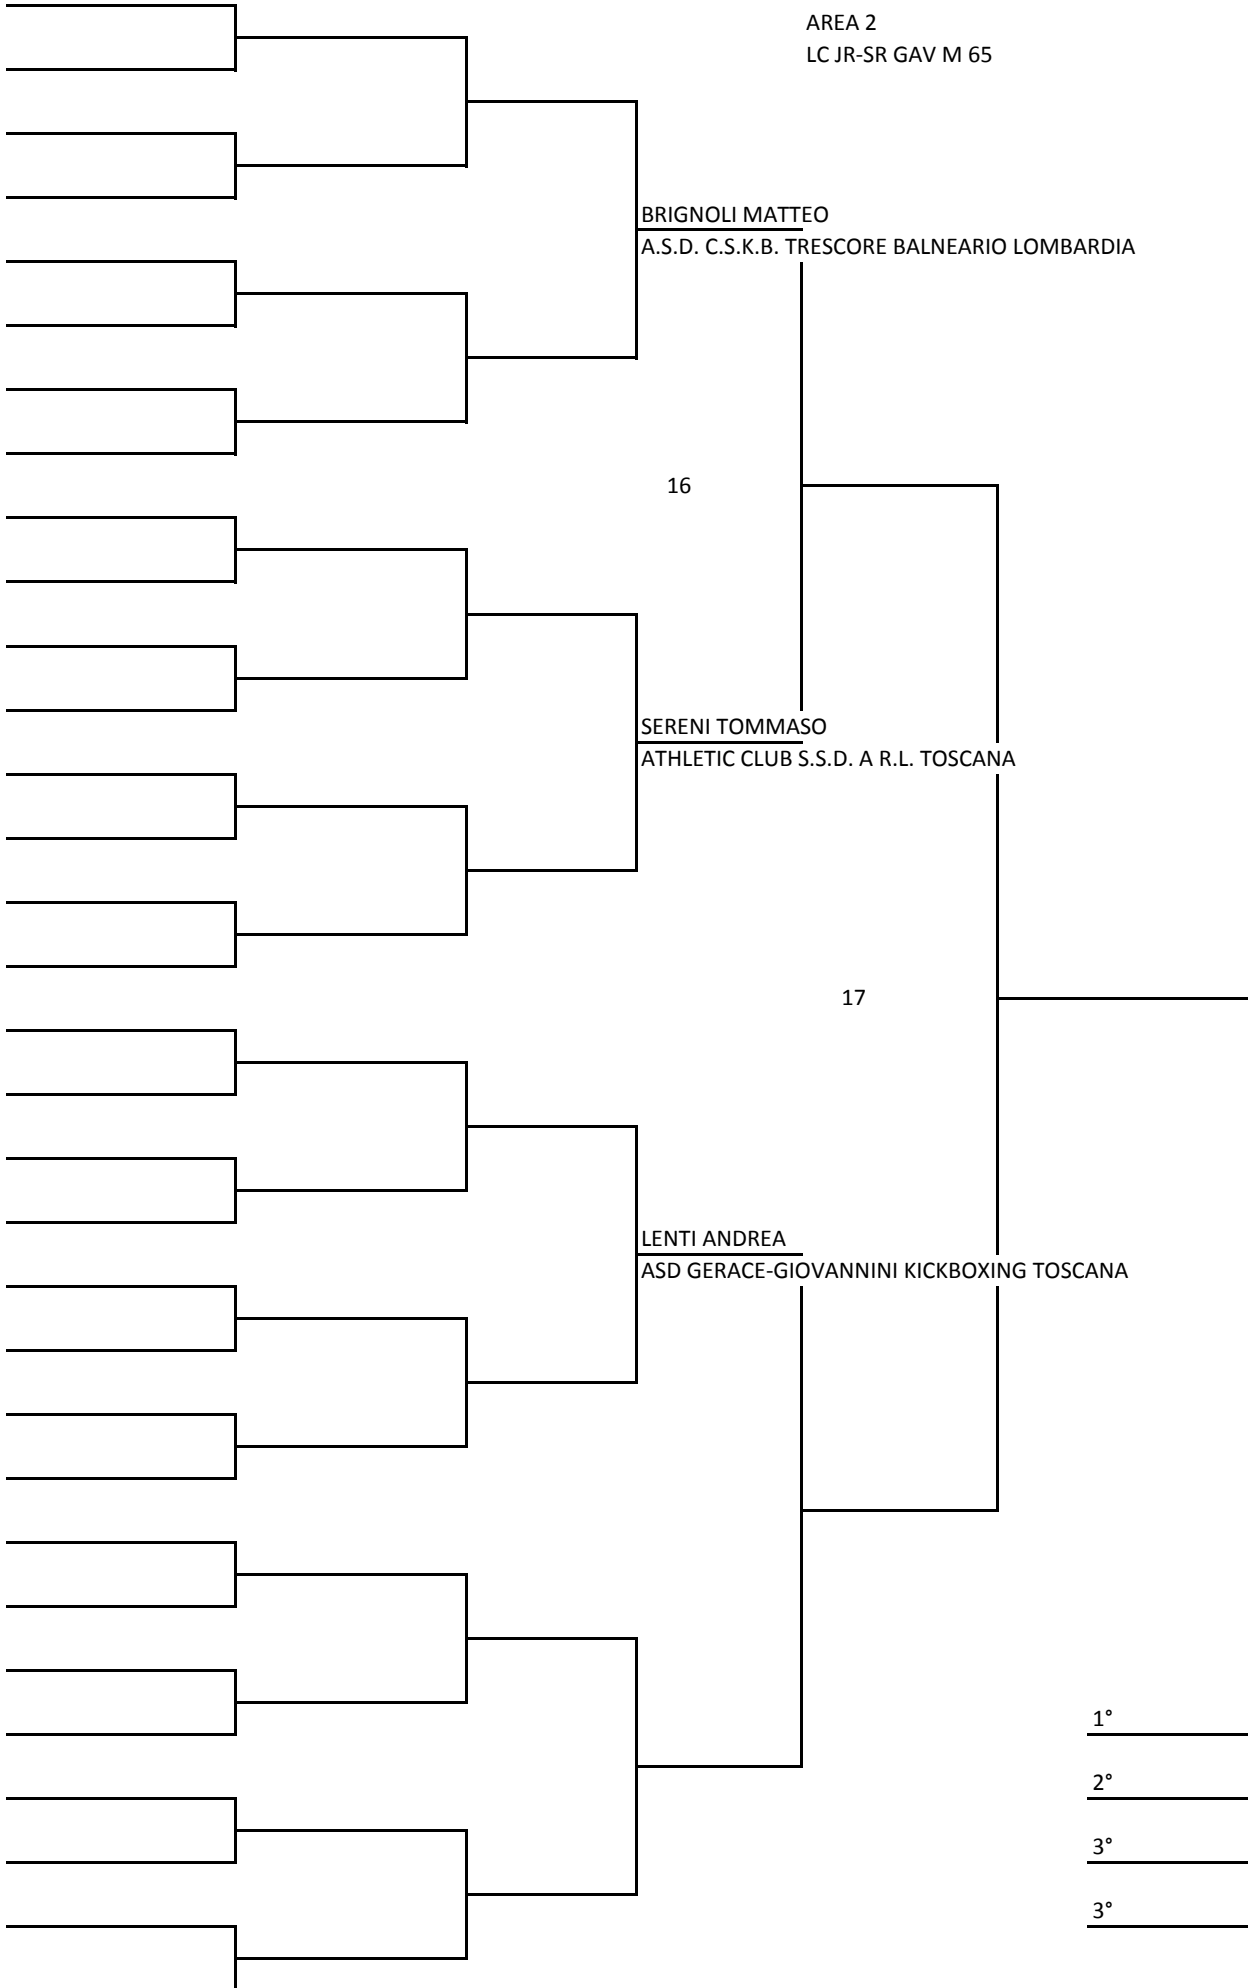 AREA 2
LC JR-SR GAV M 65
BRIGNOLI MATTEO
A.S.D. C.S.K.B. TRESCORE BALNEARIO LOMBARDIA
16
SERENI TOMMASO
ATHLETIC CLUB S.S.D. A R.L. TOSCANA
17
LENTI ANDREA
ASD GERACE-GIOVANNINI KICKBOXING TOSCANA
1°
2°
3°
3°